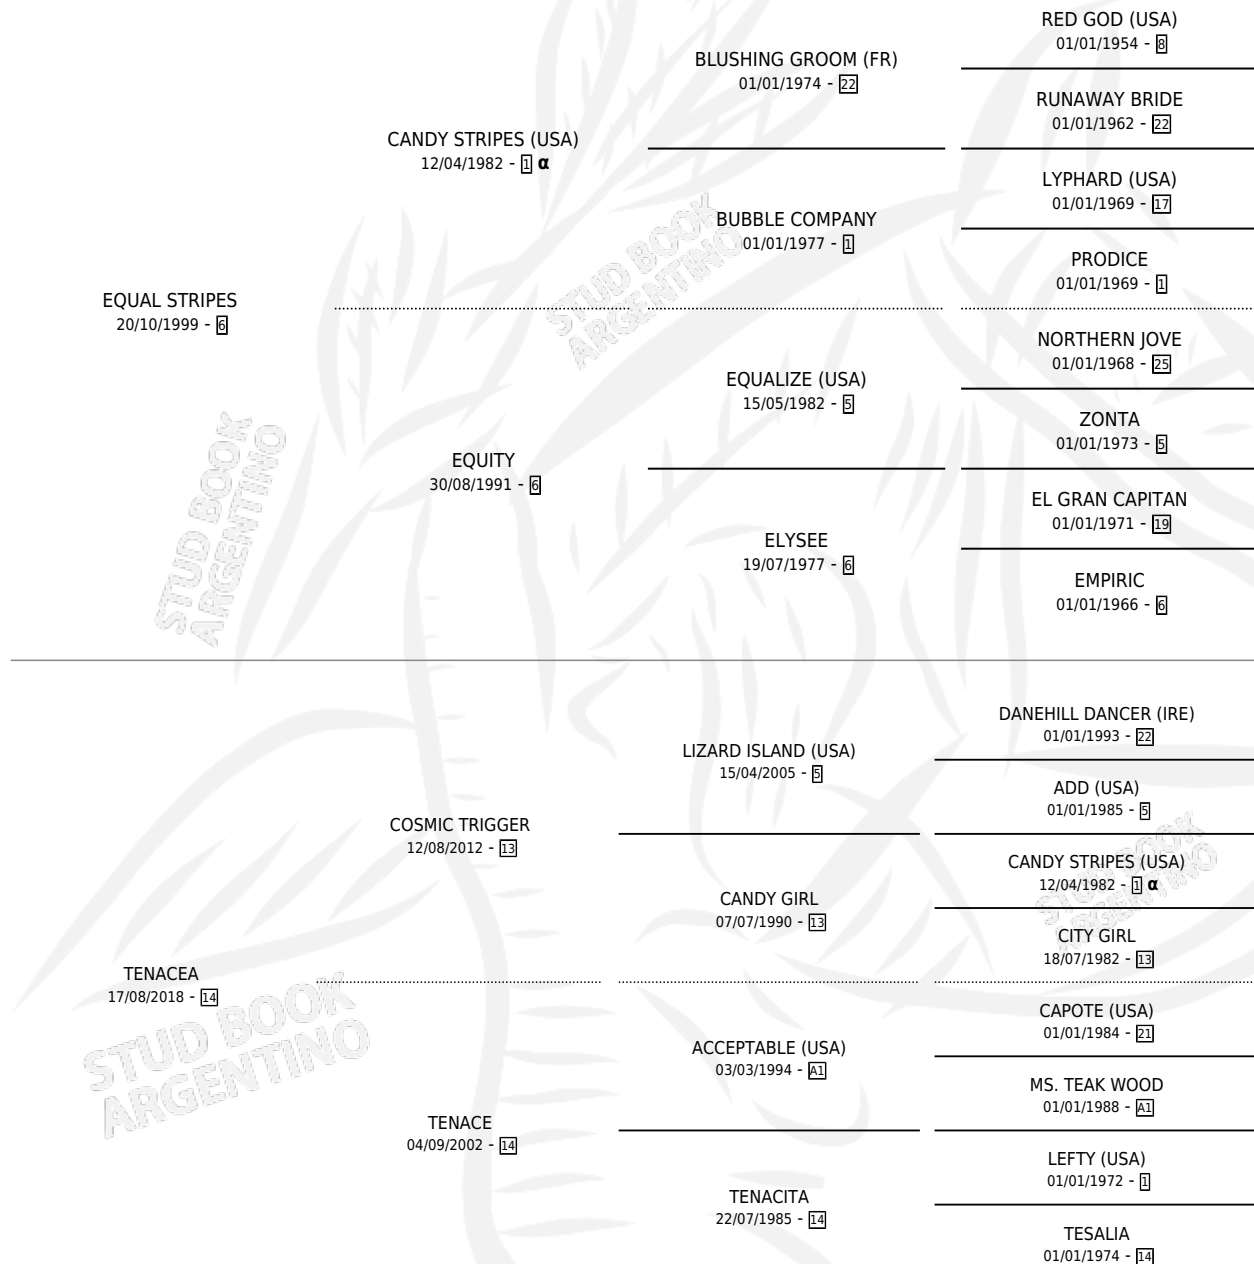 RED GOD (USA)
01/01/1954 - 8
BLUSHING GROOM (FR)
01/01/1974 - 22
RUNAWAY BRIDE
01/01/1962 - 22
CANDY STRIPES (USA)
12/04/1982 - 1 α
LYPHARD (USA)
01/01/1969 - 17
BUBBLE COMPANY
01/01/1977 - 1
PRODICE
01/01/1969 - 1
EQUAL STRIPES
20/10/1999 - 6
NORTHERN JOVE
01/01/1968 - 25
EQUALIZE (USA)
15/05/1982 - 5
ZONTA
01/01/1973 - 5
EQUITY
30/08/1991 - 6
EL GRAN CAPITAN
01/01/1971 - 19
ELYSEE
19/07/1977 - 6
EMPIRIC
01/01/1966 - 6
DANEHILL DANCER (IRE)
01/01/1993 - 22
LIZARD ISLAND (USA)
15/04/2005 - 5
ADD (USA)
01/01/1985 - 5
COSMIC TRIGGER
12/08/2012 - 13
CANDY STRIPES (USA)
12/04/1982 - 1 α
CANDY GIRL
07/07/1990 - 13
CITY GIRL
18/07/1982 - 13
TENACEA
17/08/2018 - 14
CAPOTE (USA)
01/01/1984 - 21
ACCEPTABLE (USA)
03/03/1994 - A1
MS. TEAK WOOD
01/01/1988 - A1
TENACE
04/09/2002 - 14
LEFTY (USA)
01/01/1972 - 1
TENACITA
22/07/1985 - 14
TESALIA
01/01/1974 - 14
STUD BOOK
ARGENTINO
STUD BOOK
ARGENTINO
STUD BOOK
ARGENTINO
STUD BOOK
ARGENTINO